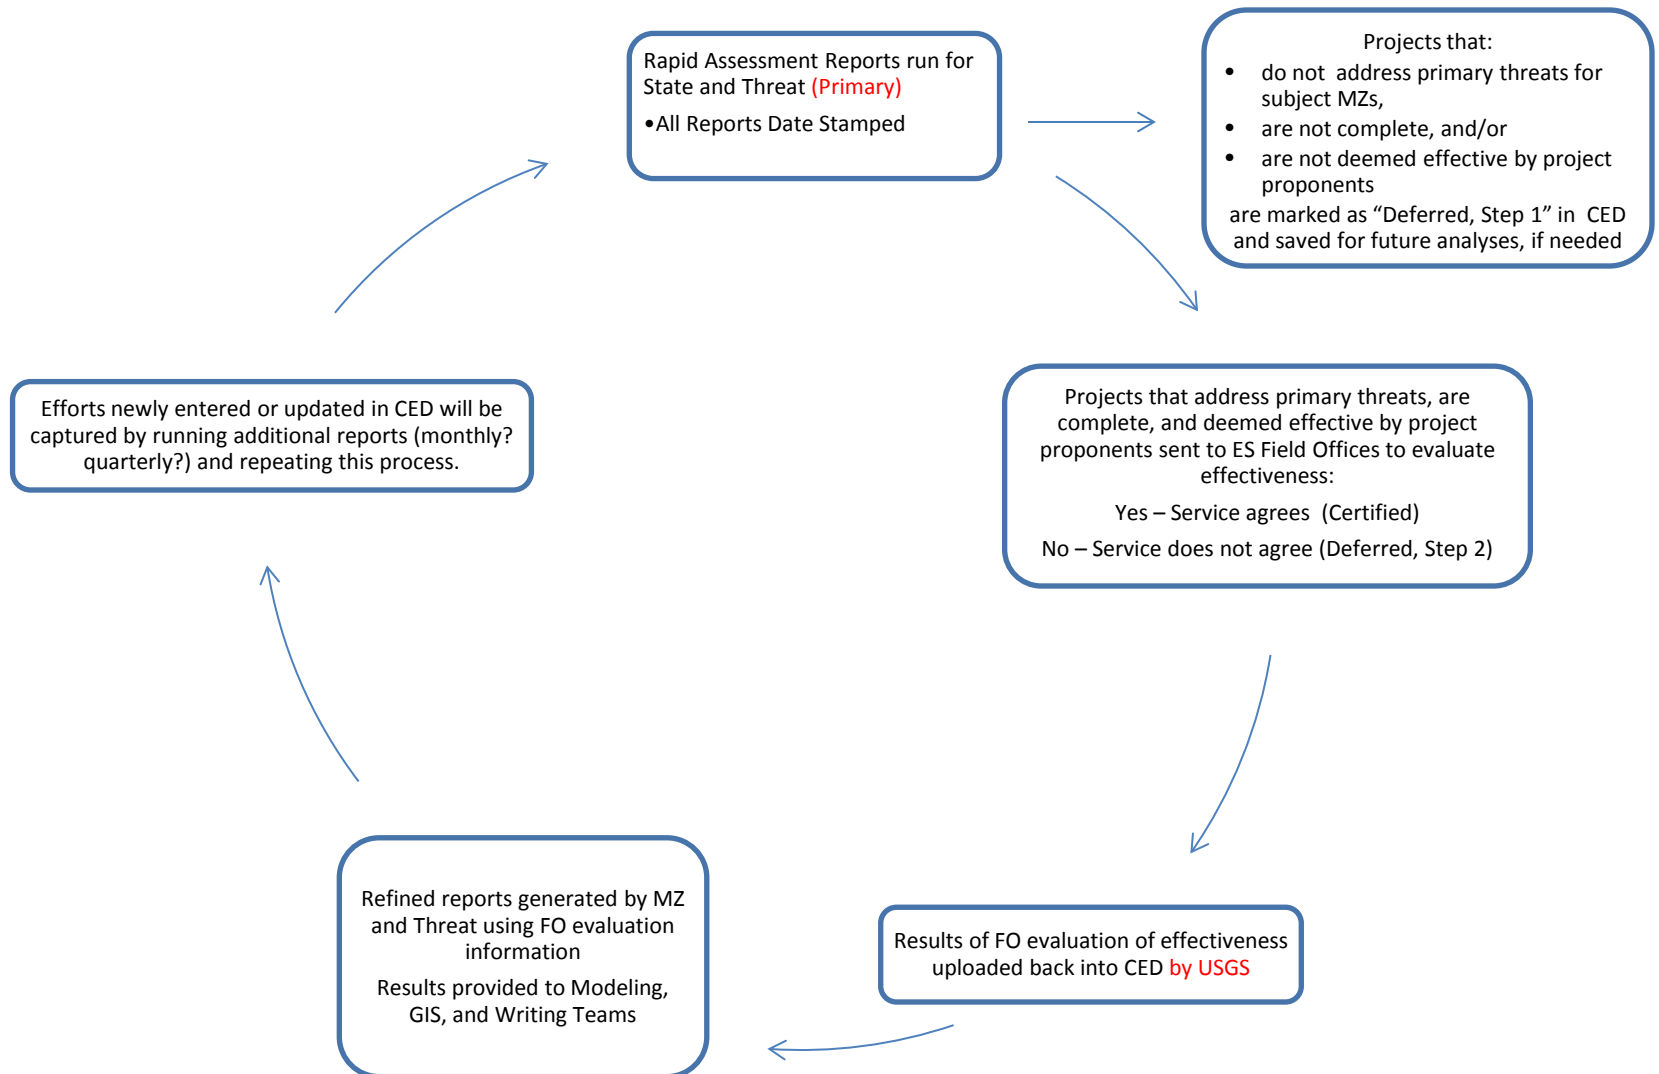 Rapid Assessment Reports run for
State and Threat (Primary)
•All Reports Date Stamped
Projects that:
• do not address primary threats for
subject MZs,
• are not complete, and/or
• are not deemed effective by project
proponents
are marked as “Deferred, Step 1” in CED
and saved for future analyses, if needed
Projects that address primary threats, are
complete, and deemed effective by project
proponents sent to ES Field Offices to evaluate
effectiveness:
Yes – Service agrees (Certified)
No – Service does not agree (Deferred, Step 2)
Results of FO evaluation of effectiveness
uploaded back into CED by USGS
Refined reports generated by MZ
and Threat using FO evaluation
information
Results provided to Modeling,
GIS, and Writing Teams
Efforts newly entered or updated in CED will be
captured by running additional reports (monthly?
quarterly?) and repeating this process.